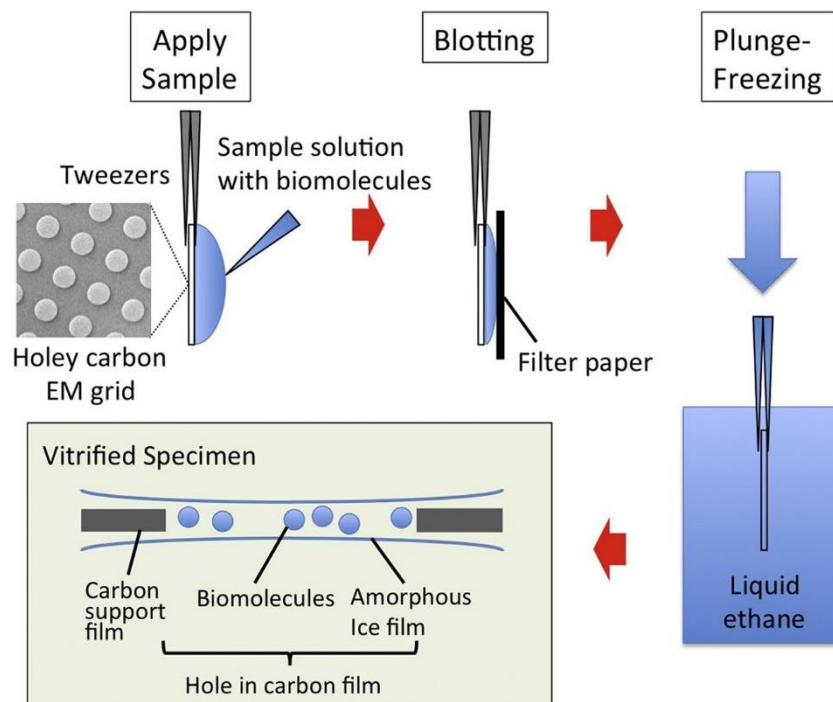 Apply
Sample
Blotting
Plunge-
Freezing
Tweezers
Sample solution
with biomolecules
Holey carbon
EM grid
Filter paper
Liquid
ethane
Vitrified Specimen
Carbon
support
film
Biomolecules
Amorphous
Ice film
Hole in carbon film